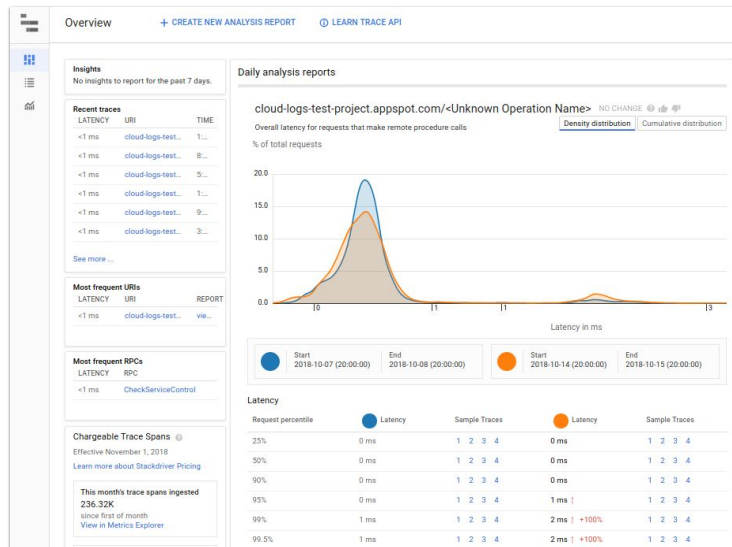 Overview
+ CREATE NEW ANALYSIS REPORT
LEARN TRACE API
Insights
No insights to report for the past 7 days.
Recent traces
LATENCY URI TIME
<1 ms cloud-logs-test... 1:...
<1 ms cloud-logs-test... 8:...
<1 ms cloud-logs-test... 5:...
<1 ms cloud-logs-test... 1:...
<1 ms cloud-logs-test... 9:...
<1 ms cloud-logs-test... 3:...
See more ...
Most frequent URIs
LATENCY URI REPORT
<1 ms cloud-logs-test... vie...
Most frequent RPCs
LATENCY RPC
<1 ms CheckServiceControl
Chargeable Trace Spans
Effective November 1, 2018
Learn more about Stackdriver Pricing
This month's trace spans ingested
236.32K
since first of month
View in Metrics Explorer
Daily analysis reports
cloud-logs-test-project.appspot.com/<Unknown Operation Name> NO CHANGE
Overall latency for requests that make remote procedure calls
Density distribution Cumulative distribution
% of total requests
20.0
15.0
10.0
5.0
0.0
0 1 1 3
Latency in ms
Start End
2018-10-07 (20:00:00) 2018-10-08 (20:00:00)
Start End
2018-10-14 (20:00:00) 2018-10-15 (20:00:00)
Latency
Request percentile Latency Sample Traces Latency Sample Traces
25% 0 ms 1 2 3 4 0 ms 1 2 3 4
50% 0 ms 1 2 3 4 0 ms 1 2 3 4
90% 0 ms 1 2 3 4 0 ms 1 2 3 4
95% 0 ms 1 2 3 4 1 ms ↑ 1 2 3 4
99% 1 ms 1 2 3 4 2 ms ↑ +100% 1 2 3 4
99.5% 1 ms 1 2 3 4 2 ms ↑ +100% 1 2 3 4